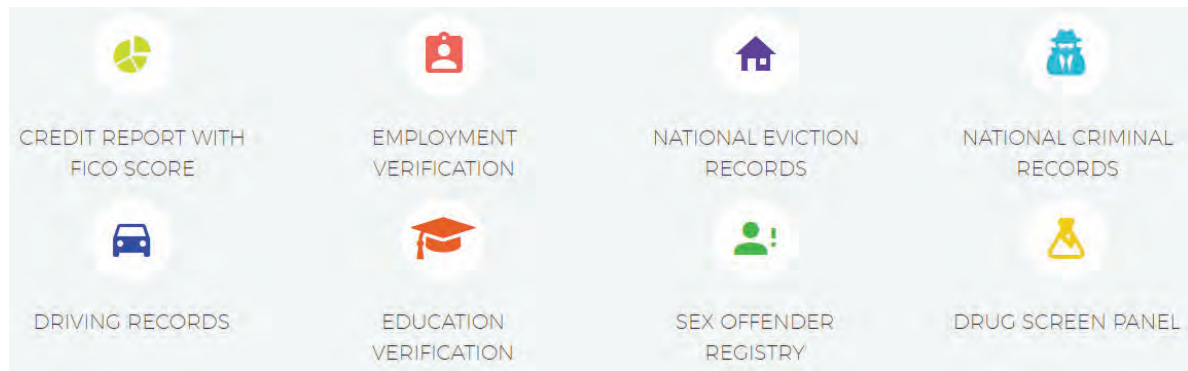 CREDIT REPORT WITH
FICO SCORE
EMPLOYMENT
VERIFICATION
NATIONAL EVICTION
RECORDS
NATIONAL CRIMINAL
RECORDS
DRIVING RECORDS
EDUCATION
VERIFICATION
SEX OFFENDER
REGISTRY
DRUG SCREEN PANEL